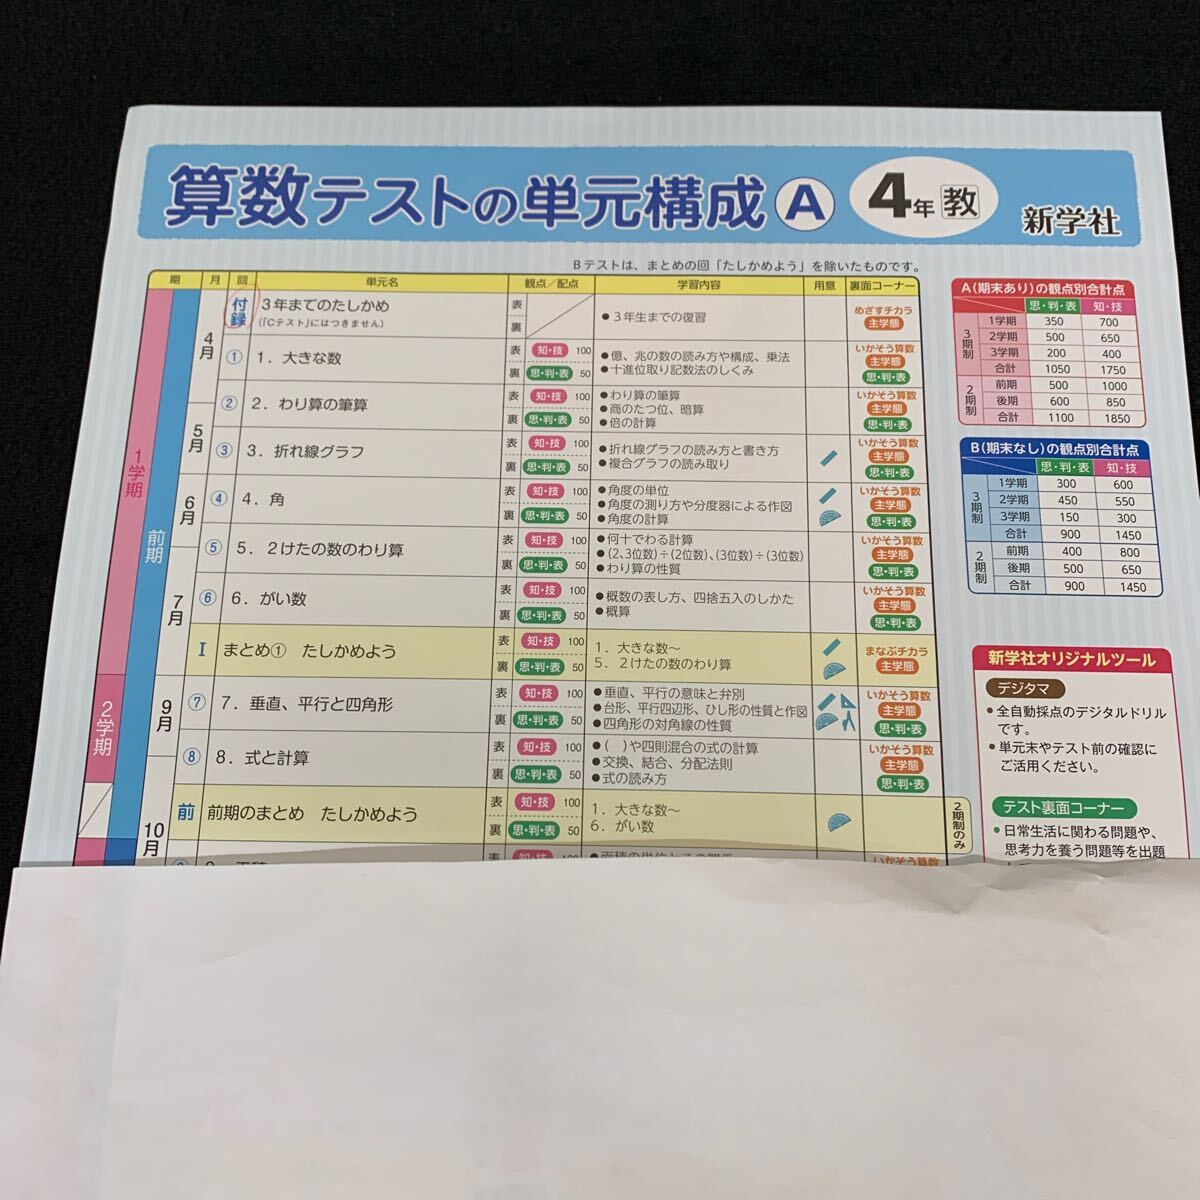 算数テストの単元構成 A 4年 教 新学社
Bテストは、まとめの回「たしかめよう」を除いたものです。
期 月 回 単元名 観点／配点 学習内容 用意 裏面コーナー
1学期
2学期
前期
4月
5月
6月
7月
9月
10月
付録 3年までのたしかめ 表 ●3年生までの復習 めざすチカラ
(「Cテスト」にはつきません) 裏 主学態
① 1．大きな数 表 知・技 100 ●億、兆の数の読み方や構成、乗法 いかそう算数
裏 思・判・表 50 ●十進位取り記数法のしくみ 主学態
思・判・表
② 2．わり算の筆算 表 知・技 100 ●わり算の筆算 いかそう算数
●商のたつ位、暗算 主学態
裏 思・判・表 50 ●倍の計算 思・判・表
③ 3．折れ線グラフ 表 知・技 100 ●折れ線グラフの読み方と書き方 いかそう算数
裏 思・判・表 50 ●複合グラフの読み取り 主学態
思・判・表
④ 4．角 表 知・技 100 ●角度の単位 いかそう算数
●角度の測り方や分度器による作図 主学態
裏 思・判・表 50 ●角度の計算 思・判・表
⑤ 5．2けたの数のわり算 表 知・技 100 ●何十でわる計算 いかそう算数
●(2、3位数)÷(2位数)、(3位数)÷(3位数) 主学態
裏 思・判・表 50 ●わり算の性質 思・判・表
⑥ 6．がい数 表 知・技 100 ●概数の表し方、四捨五入のしかた いかそう算数
裏 思・判・表 50 ●概算 主学態
思・判・表
I まとめ① たしかめよう 表 知・技 100 1．大きな数〜 まなぶチカラ
裏 思・判・表 50 5．2けたの数のわり算 主学態
⑦ 7．垂直、平行と四角形 表 知・技 100 ●垂直、平行の意味と弁別 いかそう算数
●台形、平行四辺形、ひし形の性質と作図 主学態
裏 思・判・表 50 ●四角形の対角線の性質 思・判・表
⑧ 8．式と計算 表 知・技 100 ●( )や四則混合の式の計算 いかそう算数
●交換、結合、分配法則 主学態
裏 思・判・表 50 ●式の読み方 思・判・表
前 前期のまとめ たしかめよう 表 知・技 100 1．大きな数〜
裏 思・判・表 50 6．がい数
2期制のみ
表 知・技 100 いかそう算数
A(期末あり)の観点別合計点
思・判・表 知・技
3期制
1学期 350 700
2学期 500 650
3学期 200 400
合計 1050 1750
2期制
前期 500 1000
後期 600 850
合計 1100 1850
B(期末なし)の観点別合計点
思・判・表 知・技
3期制
1学期 300 600
2学期 450 550
3学期 150 300
合計 900 1450
2期制
前期 400 800
後期 500 650
合計 900 1450
新学社オリジナルツール
デジタマ
●全自動採点のデジタルドリル
です。
●単元末やテスト前の確認に
ご活用ください。
テスト裏面コーナー
●日常生活に関わる問題や、
思考力を養う問題等を出題